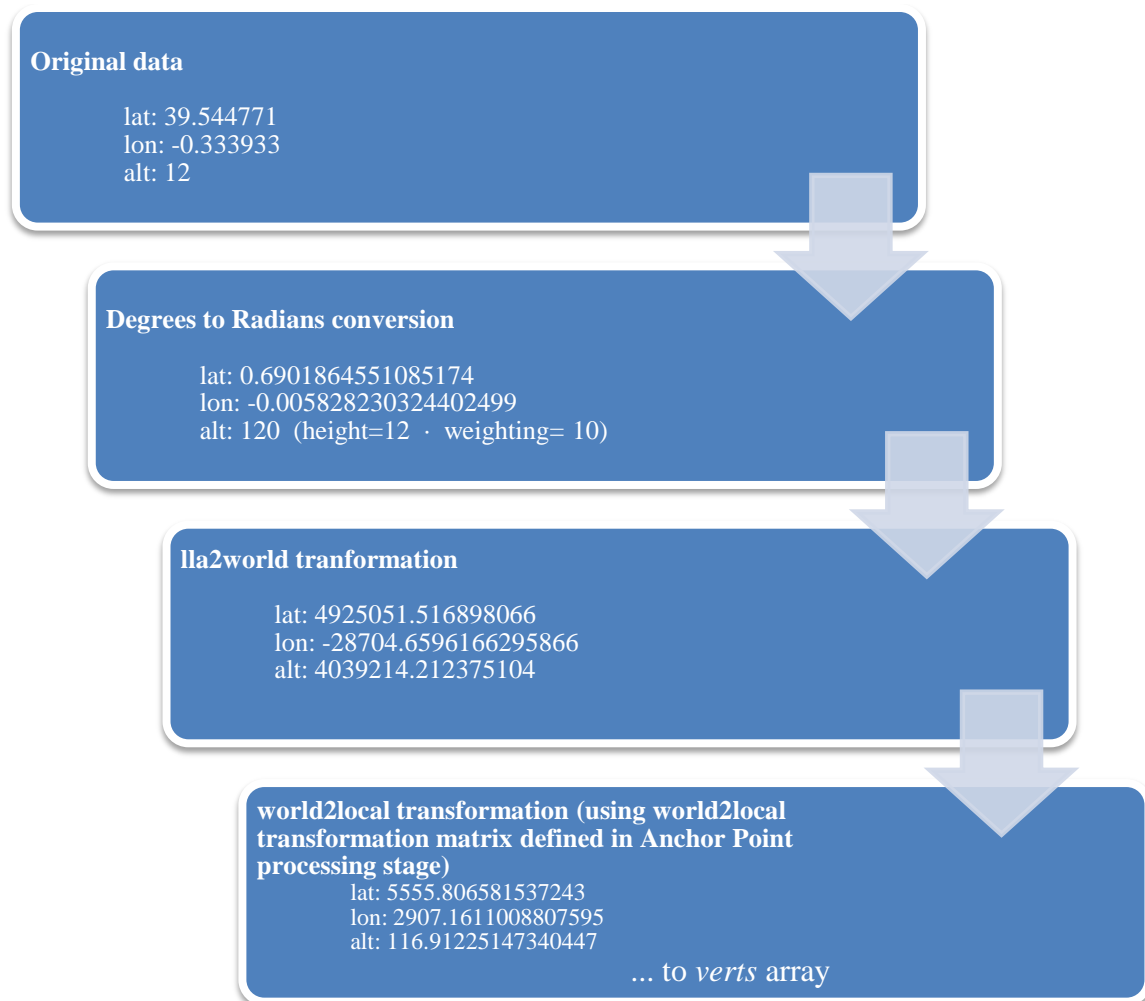 Original data
lat: 39.544771
lon: -0.333933
alt: 12
Degrees to Radians conversion
lat: 0.6901864551085174
lon: -0.005828230324402499
alt: 120 (height=12 · weighting= 10)
lla2world tranformation
lat: 4925051.516898066
lon: -28704.6596166295866
alt: 4039214.212375104
world2local transformation (using world2local
transformation matrix defined in Anchor Point
processing stage)
lat: 5555.806581537243
lon: 2907.1611008807595
alt: 116.91225147340447
... to verts array